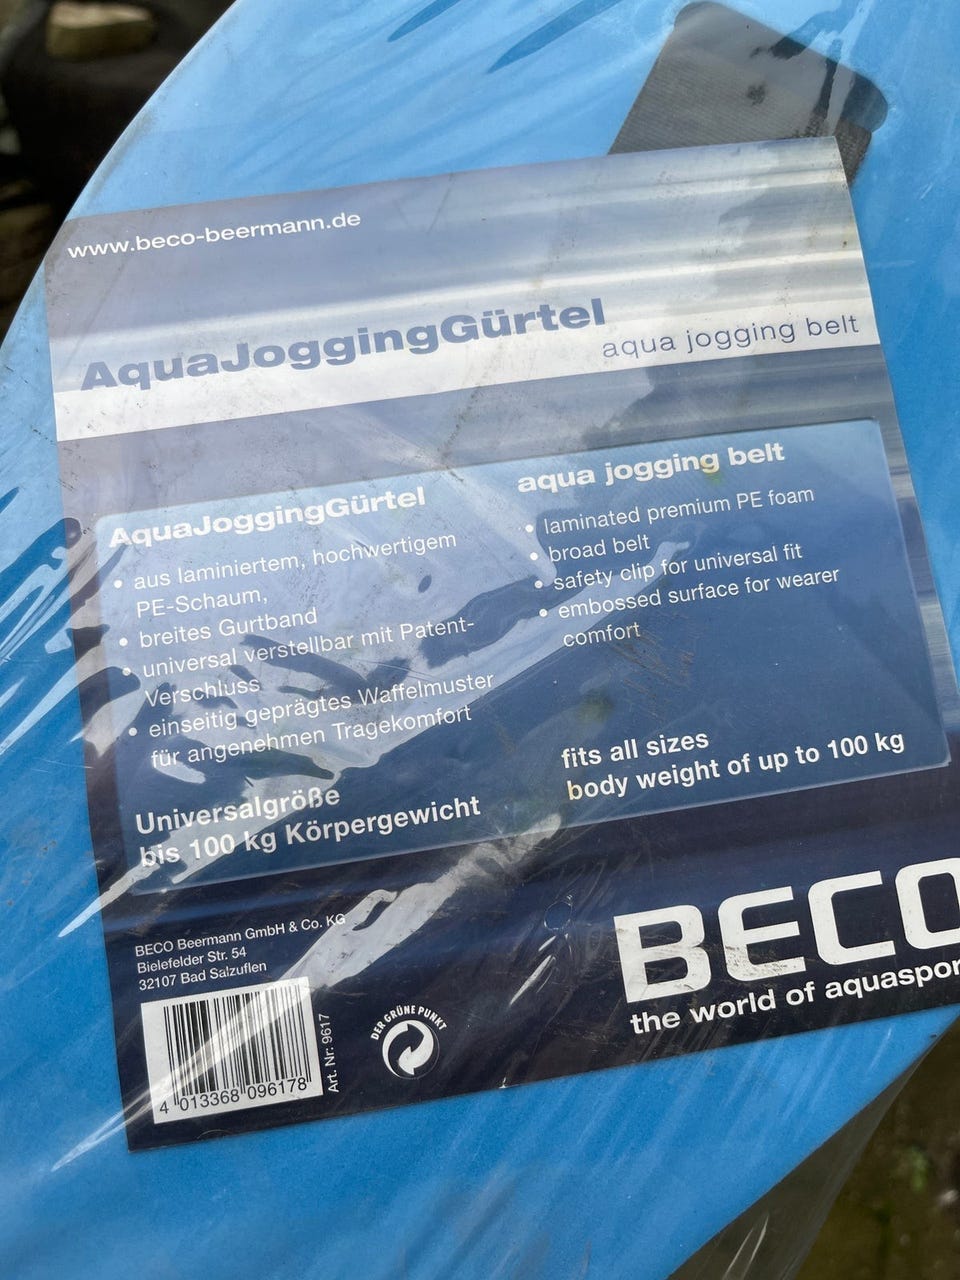 www.beco-beermann.de
AquaJoggingGürtel
aqua jogging belt
AquaJoggingGürtel
• aus laminiertem, hochwertigem
PE-Schaum,
• breites Gurtband
• universal verstellbar mit Patent-
Verschluss
• einseitig geprägtes Waffelmuster
für angenehmen Tragekomfort
Universalgröße
bis 100 kg Körpergewicht
aqua jogging belt
• laminated premium PE foam
• broad belt
• safety clip for universal fit
• embossed surface for wearer
comfort
fits all sizes
body weight of up to 100 kg
BECO Beermann GmbH & Co. KG
Bielefelder Str. 54
32107 Bad Salzuflen
4 013368 096178
Art. Nr: 9617
DER GRÜNE PUNKT
BECO
the world of aquaspor